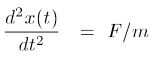 d²x(t)/dt² = F/m